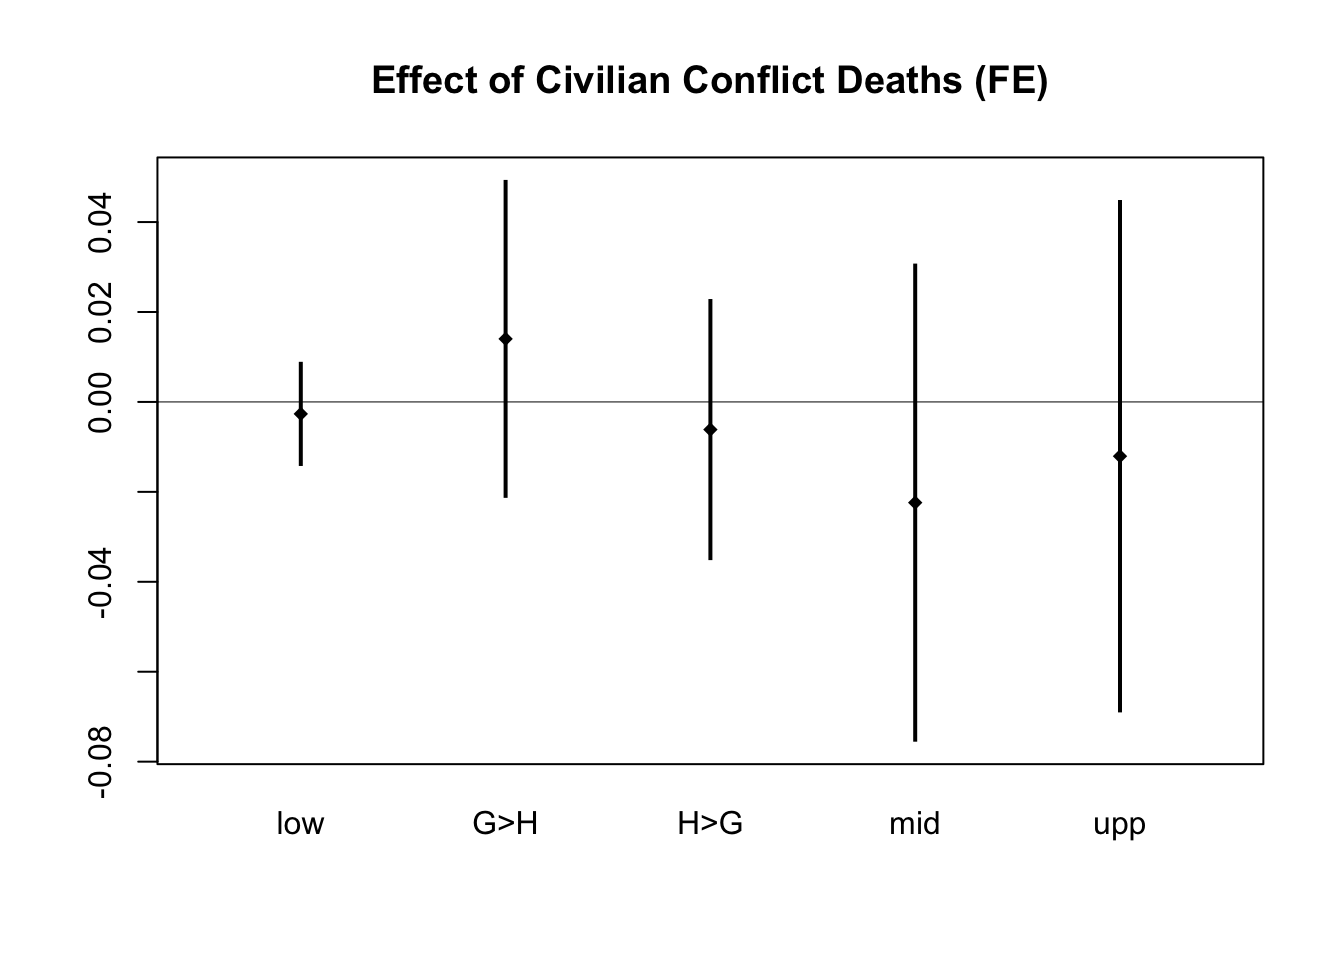 Effect of Civilian Conflict Deaths (FE)
0.04
0.02
0.00
-0.04
-0.08
low G>H H>G mid upp